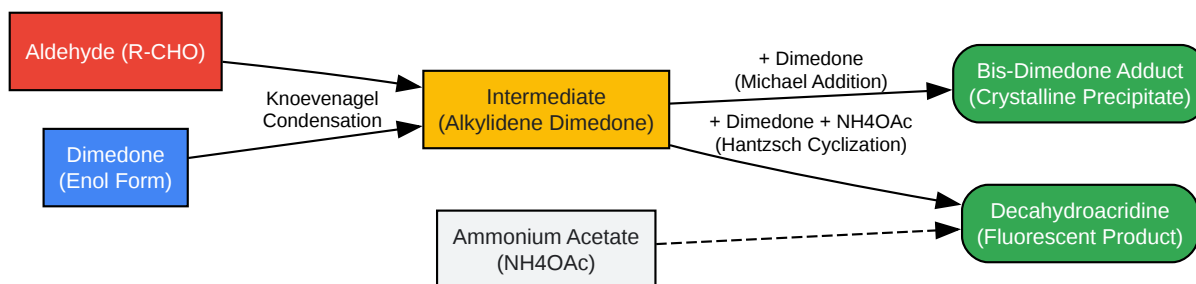 Aldehyde (R-CHO)
Dimedone
(Enol Form)
Knoevenagel
Condensation
Intermediate
(Alkylidene Dimedone)
Ammonium Acetate
(NH4OAc)
+ Dimedone
(Michael Addition)
+ Dimedone + NH4OAc
(Hantzsch Cyclization)
Bis-Dimedone Adduct
(Crystalline Precipitate)
Decahydroacridine
(Fluorescent Product)